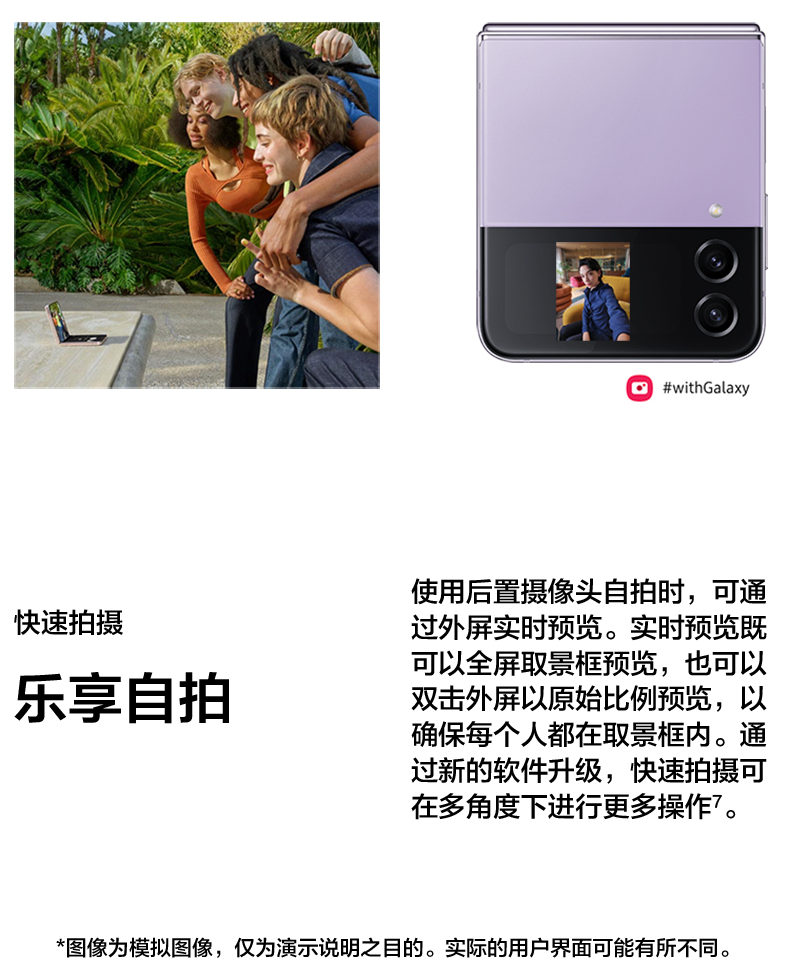 #withGalaxy
快速拍摄
乐享自拍
使用后置摄像头自拍时，可通
过外屏实时预览。实时预览既
可以全屏取景框预览，也可以
双击外屏以原始比例预览，以
确保每个人都在取景框内。通
过新的软件升级，快速拍摄可
在多角度下进行更多操作⁷。
*图像为模拟图像，仅为演示说明之目的。实际的用户界面可能有所不同。